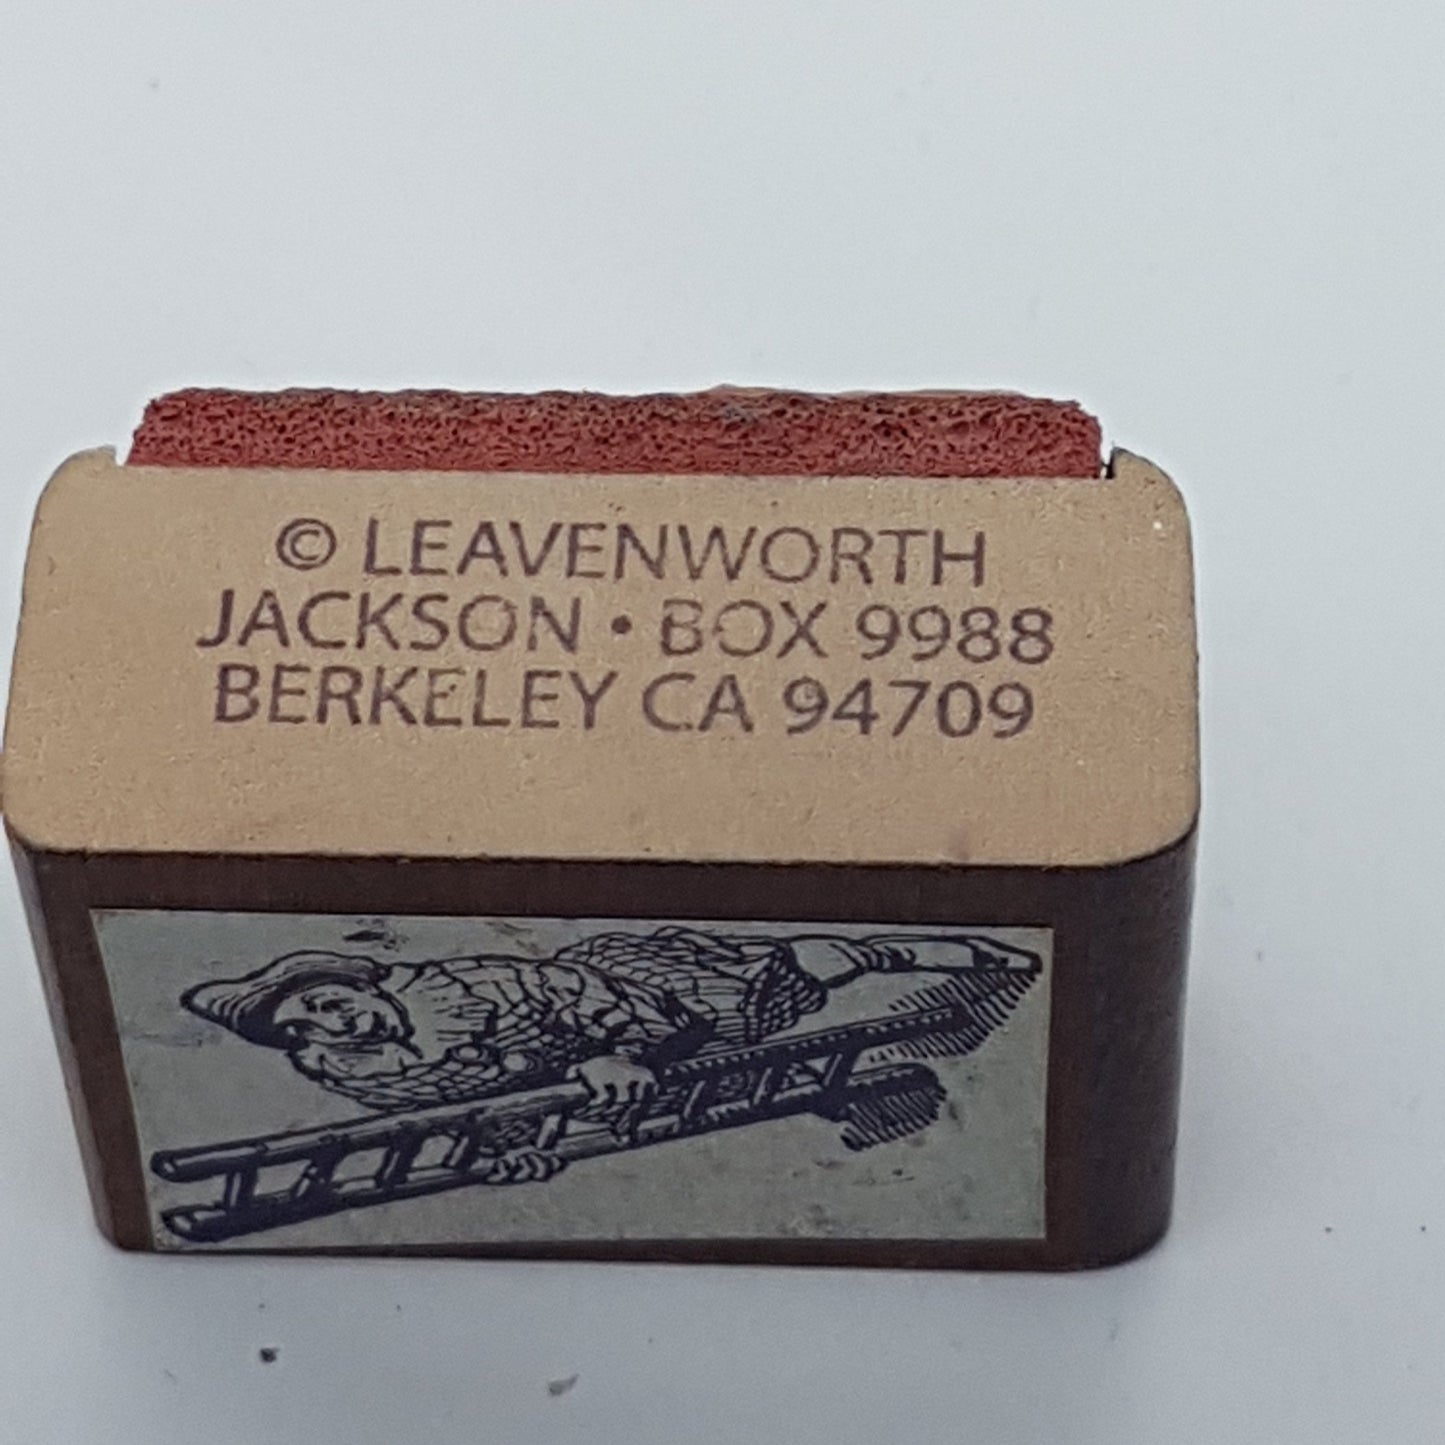 © LEAVENWORTH
JACKSON • BOX 9988
BERKELEY CA 94709